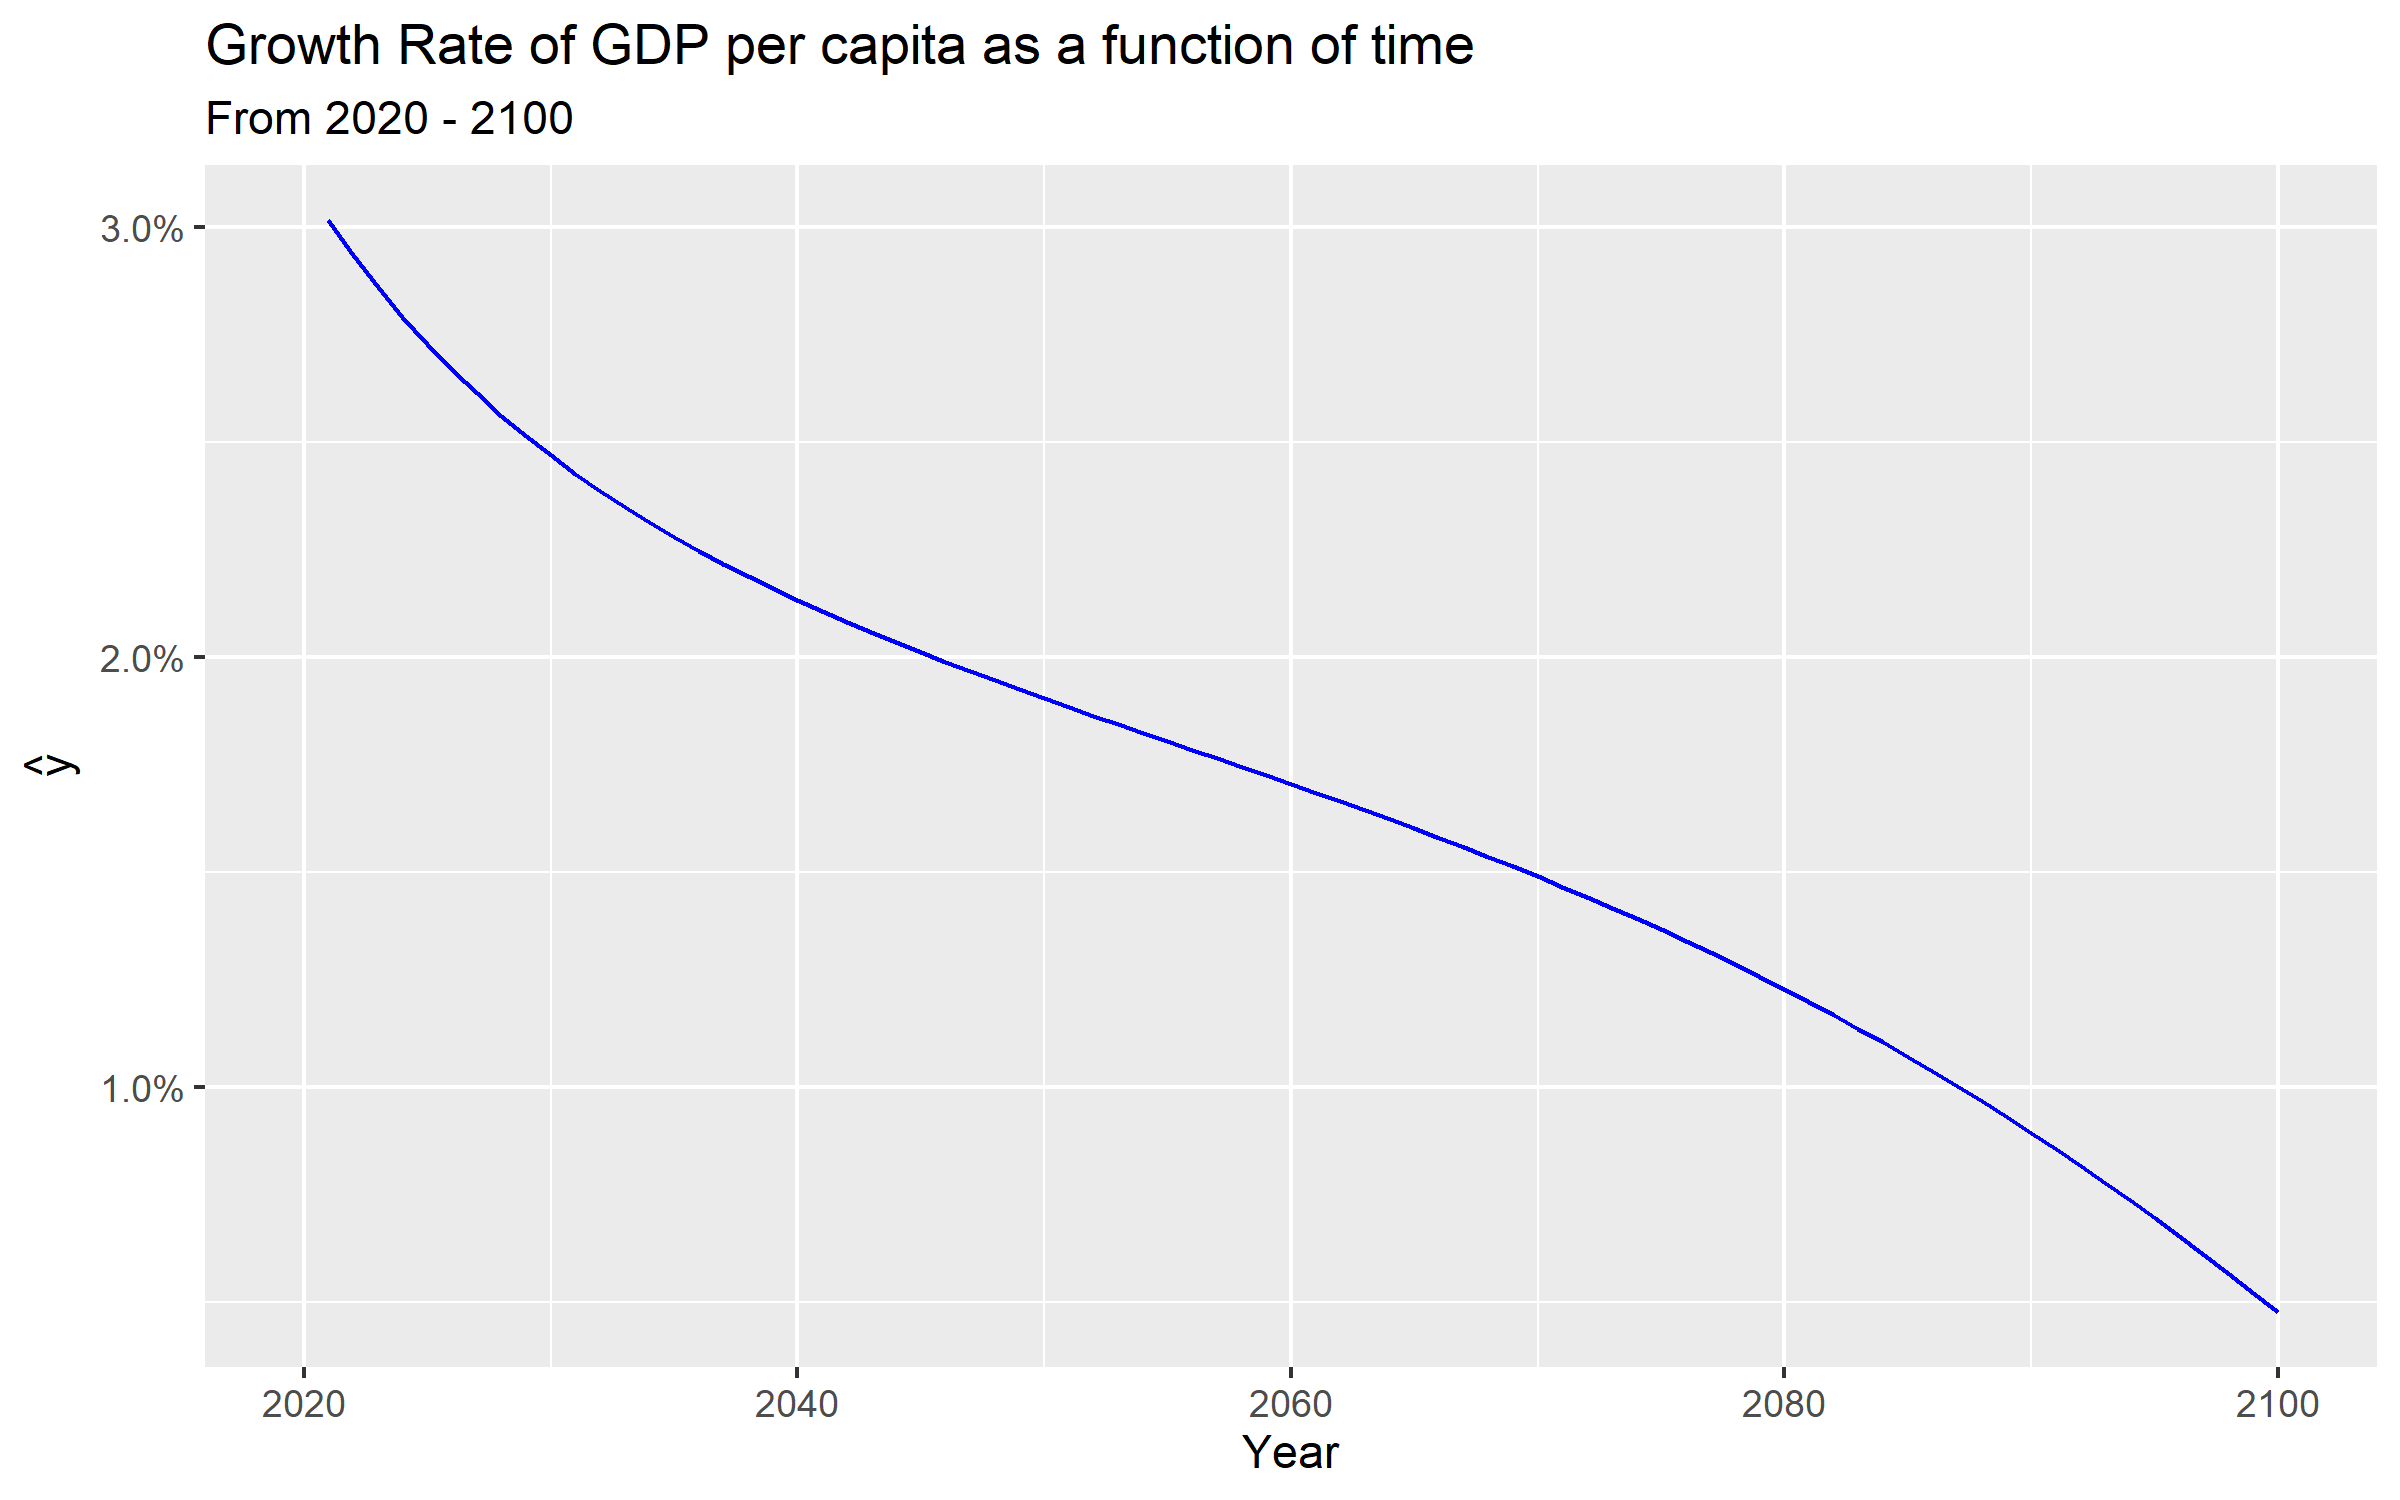 Growth Rate of GDP per capita as a function of time
From 2020 - 2100
3.0%
2.0%
1.0%
ŷ
2020 2040 2060 2080 2100
Year